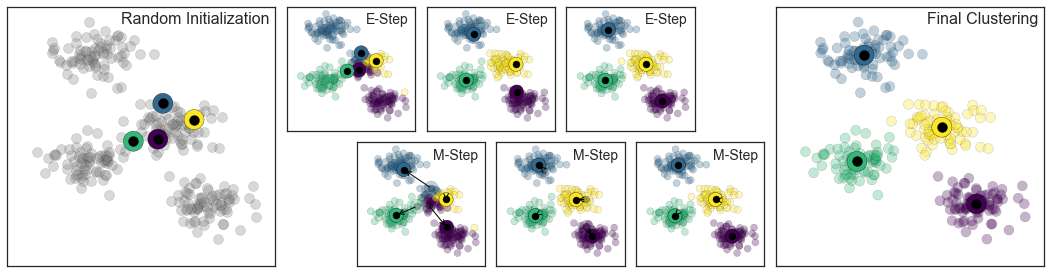 Random Initialization
E-Step
E-Step
E-Step
Final Clustering
M-Step
M-Step
M-Step